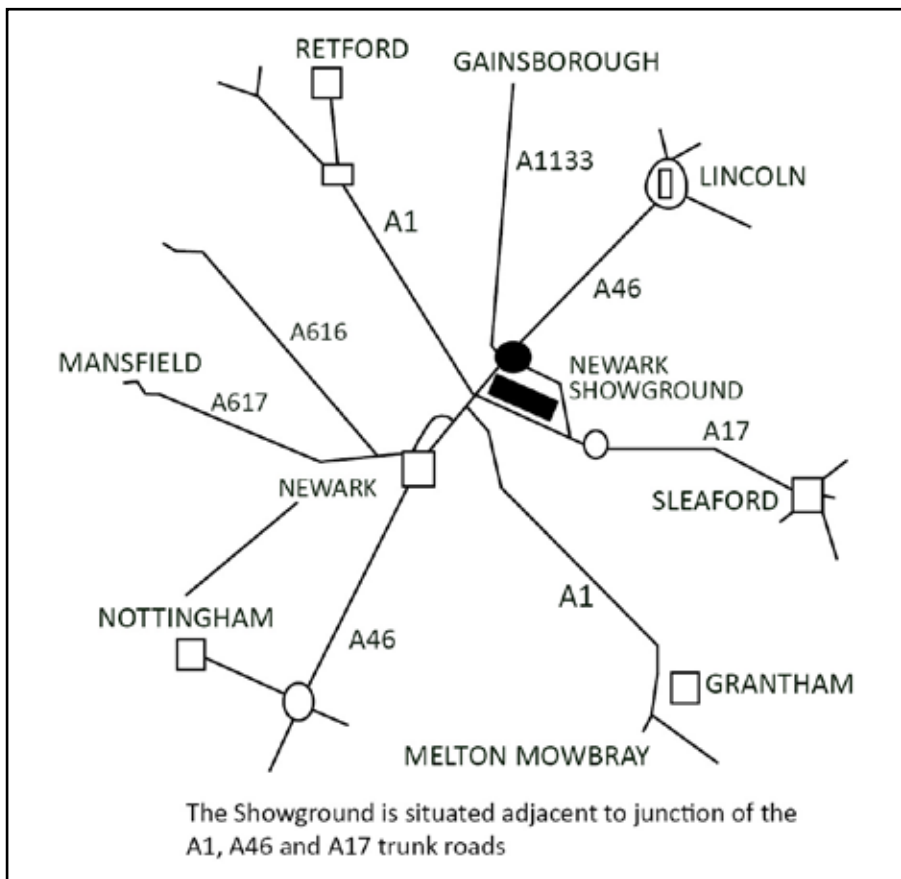 RETFORD
GAINSBOROUGH
A1133
LINCOLN
A1
A46
A616
MANSFIELD
NEWARK
SHOWGROUND
A617
A17
NEWARK
SLEAFORD
A1
NOTTINGHAM
A46
GRANTHAM
MELTON MOWBRAY
The Showground is situated adjacent to junction of the
A1, A46 and A17 trunk roads